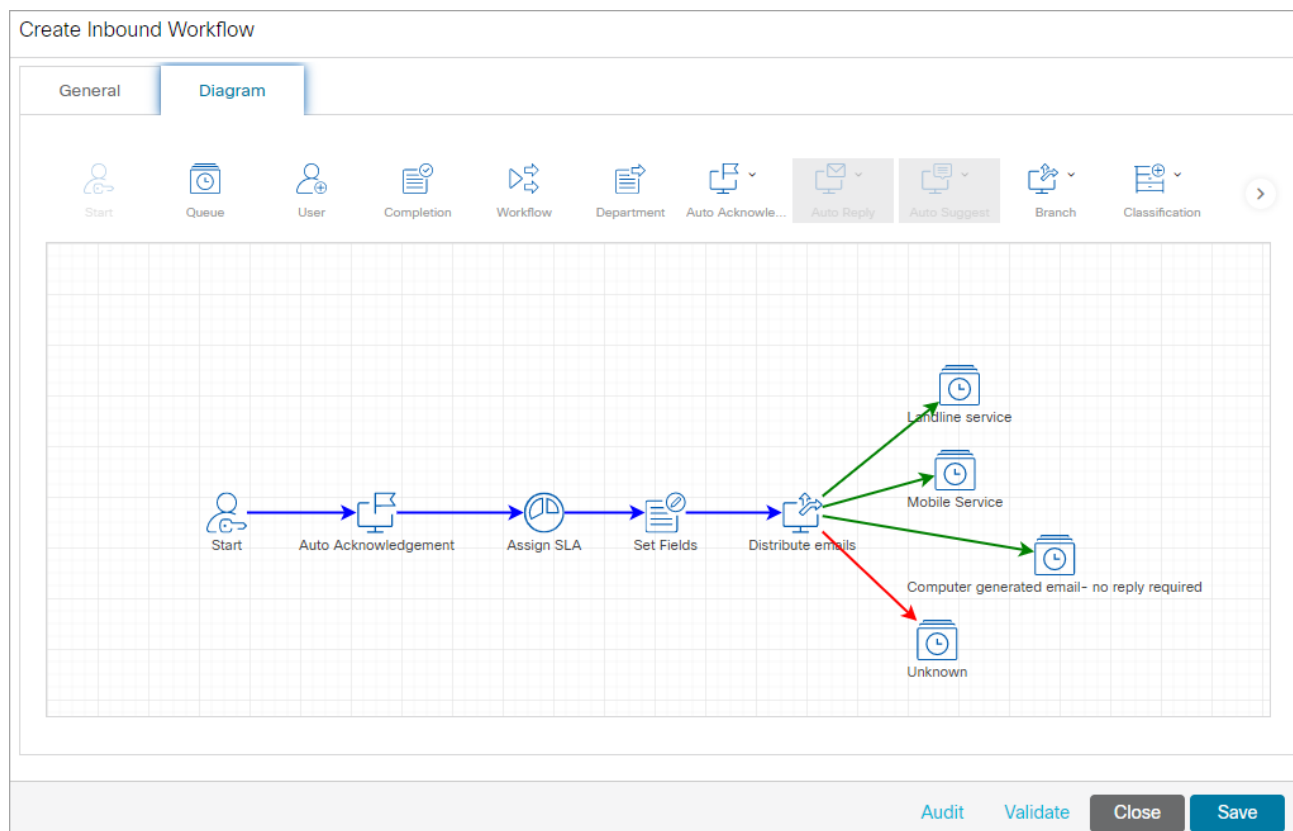 Create Inbound Workflow
General Diagram
Start Queue User Completion Workflow Department Auto Acknowle... Auto Reply Auto Suggest Branch Classification
Landline service
Mobile Service
Start Auto Acknowledgement Assign SLA Set Fields Distribute emails
Computer generated email- no reply required
Unknown
Audit Validate Close Save